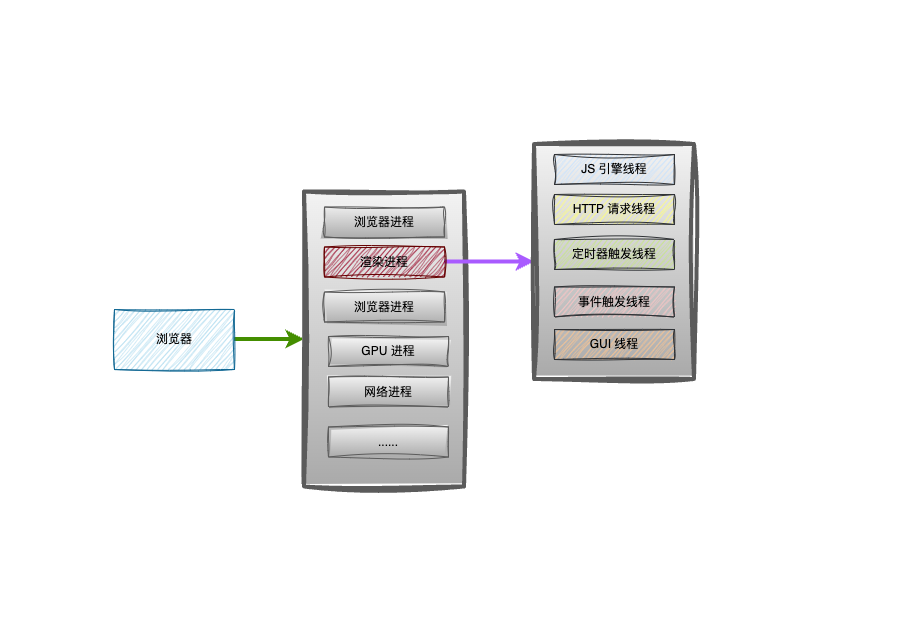 浏览器
浏览器进程
渲染进程
浏览器进程
GPU 进程
网络进程
......
JS 引擎线程
HTTP 请求线程
定时器触发线程
事件触发线程
GUI 线程